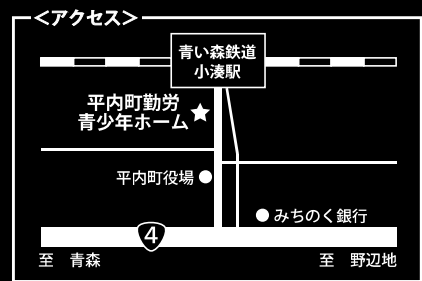 ＜アクセス＞
青い森鉄道
小湊駅
平内町勤労
青少年ホーム
平内町役場
みちのく銀行
4
至 青森
至 野辺地